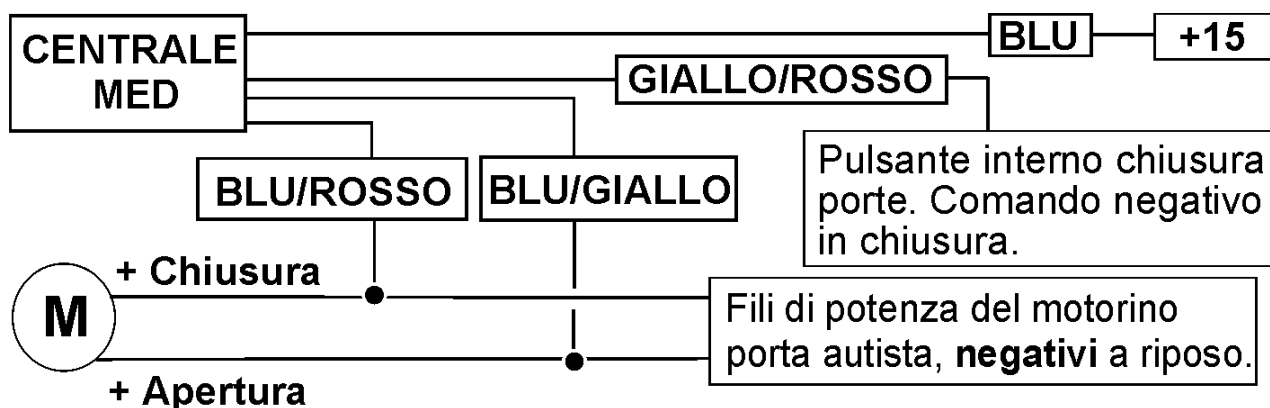 CENTRALE
MED
BLU
+15
GIALLO/ROSSO
Pulsante interno chiusura
porte. Comando negativo
in chiusura.
BLU/ROSSO
BLU/GIALLO
+ Chiusura
M
Fili di potenza del motorino
porta autista, negativi a riposo.
+ Apertura